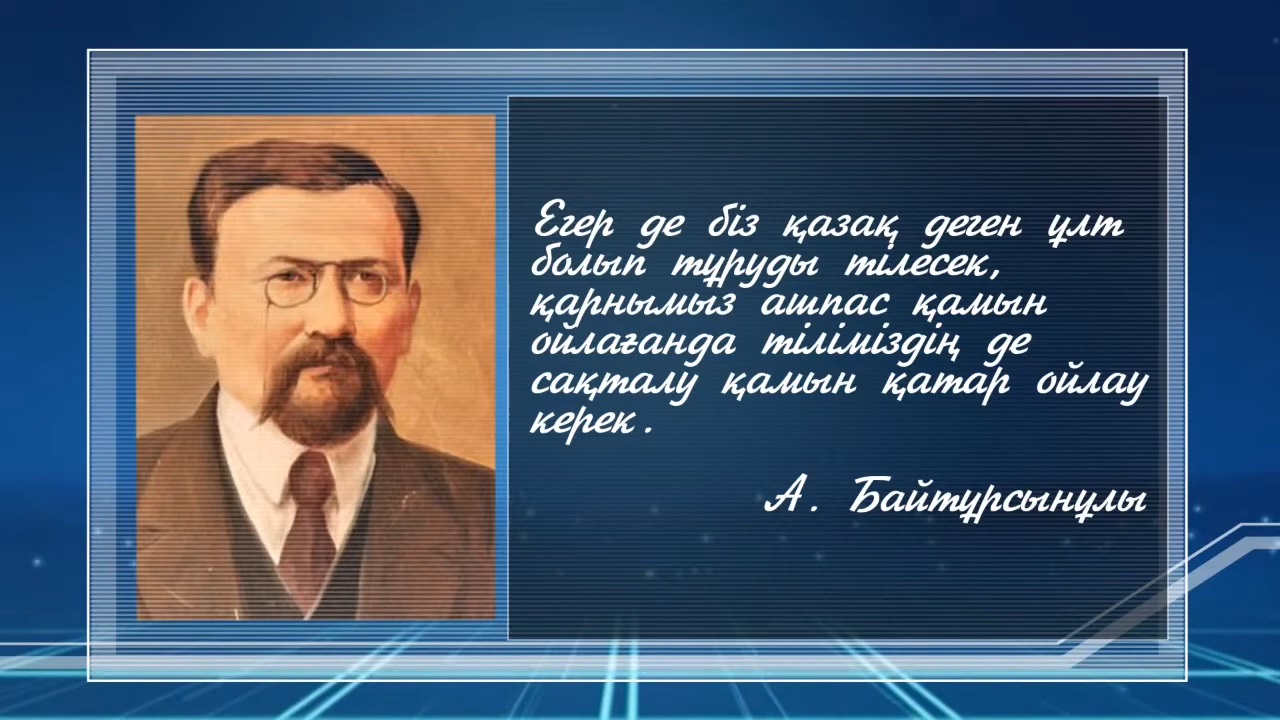 Егер де біз қазақ деген ұлт
болып тұруды тілесек,
қарнымыз ашпас қамын
ойлағанда тіліміздің де
сақталу қамын қатар ойлау
керек.
А. Байтұрсынұлы